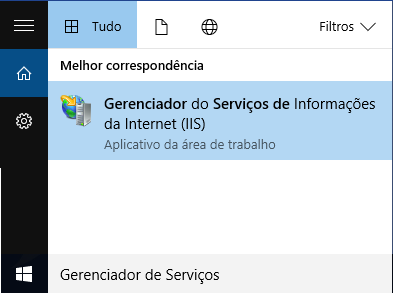 Tudo
Filtros
Melhor correspondência
Gerenciador do Serviços de Informações
da Internet (IIS)
Aplicativo da área de trabalho
Gerenciador de Serviços